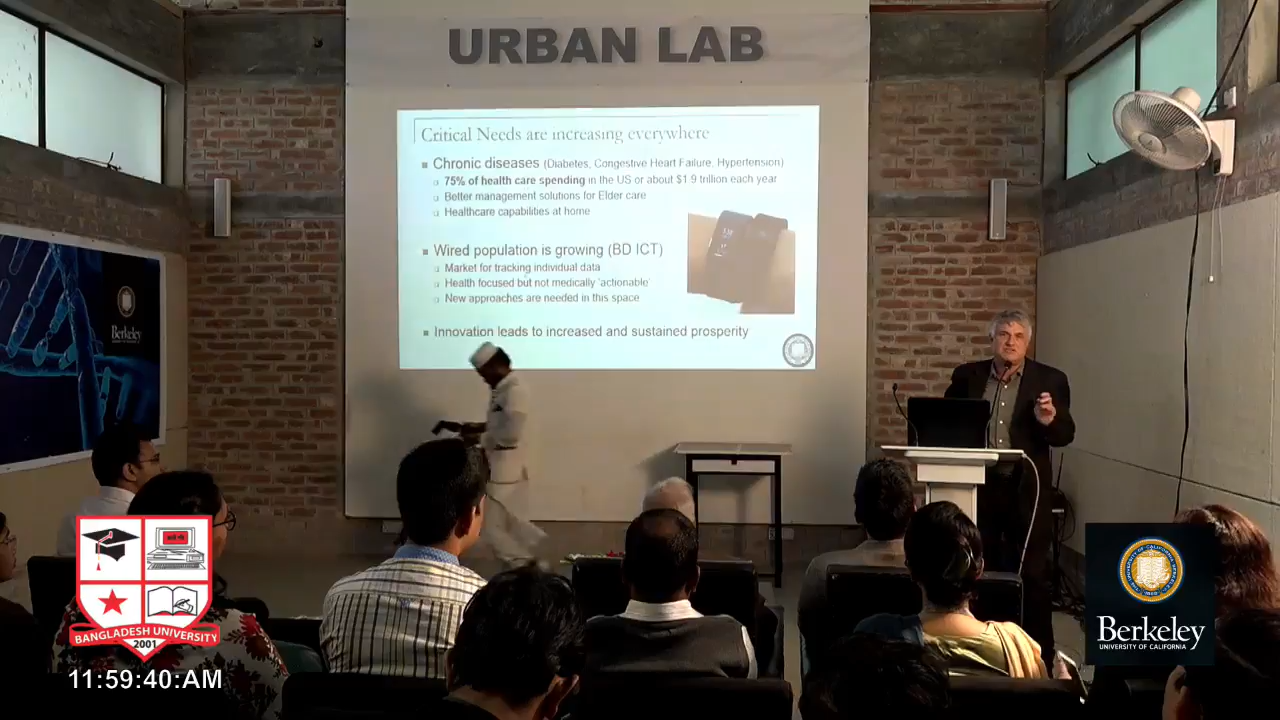 URBAN LAB
Critical Needs are increasing everywhere
Chronic diseases (Diabetes, Congestive Heart Failure, Hypertension)
75% of health care spending in the US or about $1.9 trillion each year
Better management solutions for Elder care
Healthcare capabilities at home
Wired population is growing (BD ICT)
Market for tracking individual data
Health focused but not medically 'actionable'
New approaches are needed in this space
Innovation leads to increased and sustained prosperity
Berkeley
BANGLADESH UNIVERSITY
2001
11:59:40:AM
Berkeley
UNIVERSITY OF CALIFORNIA